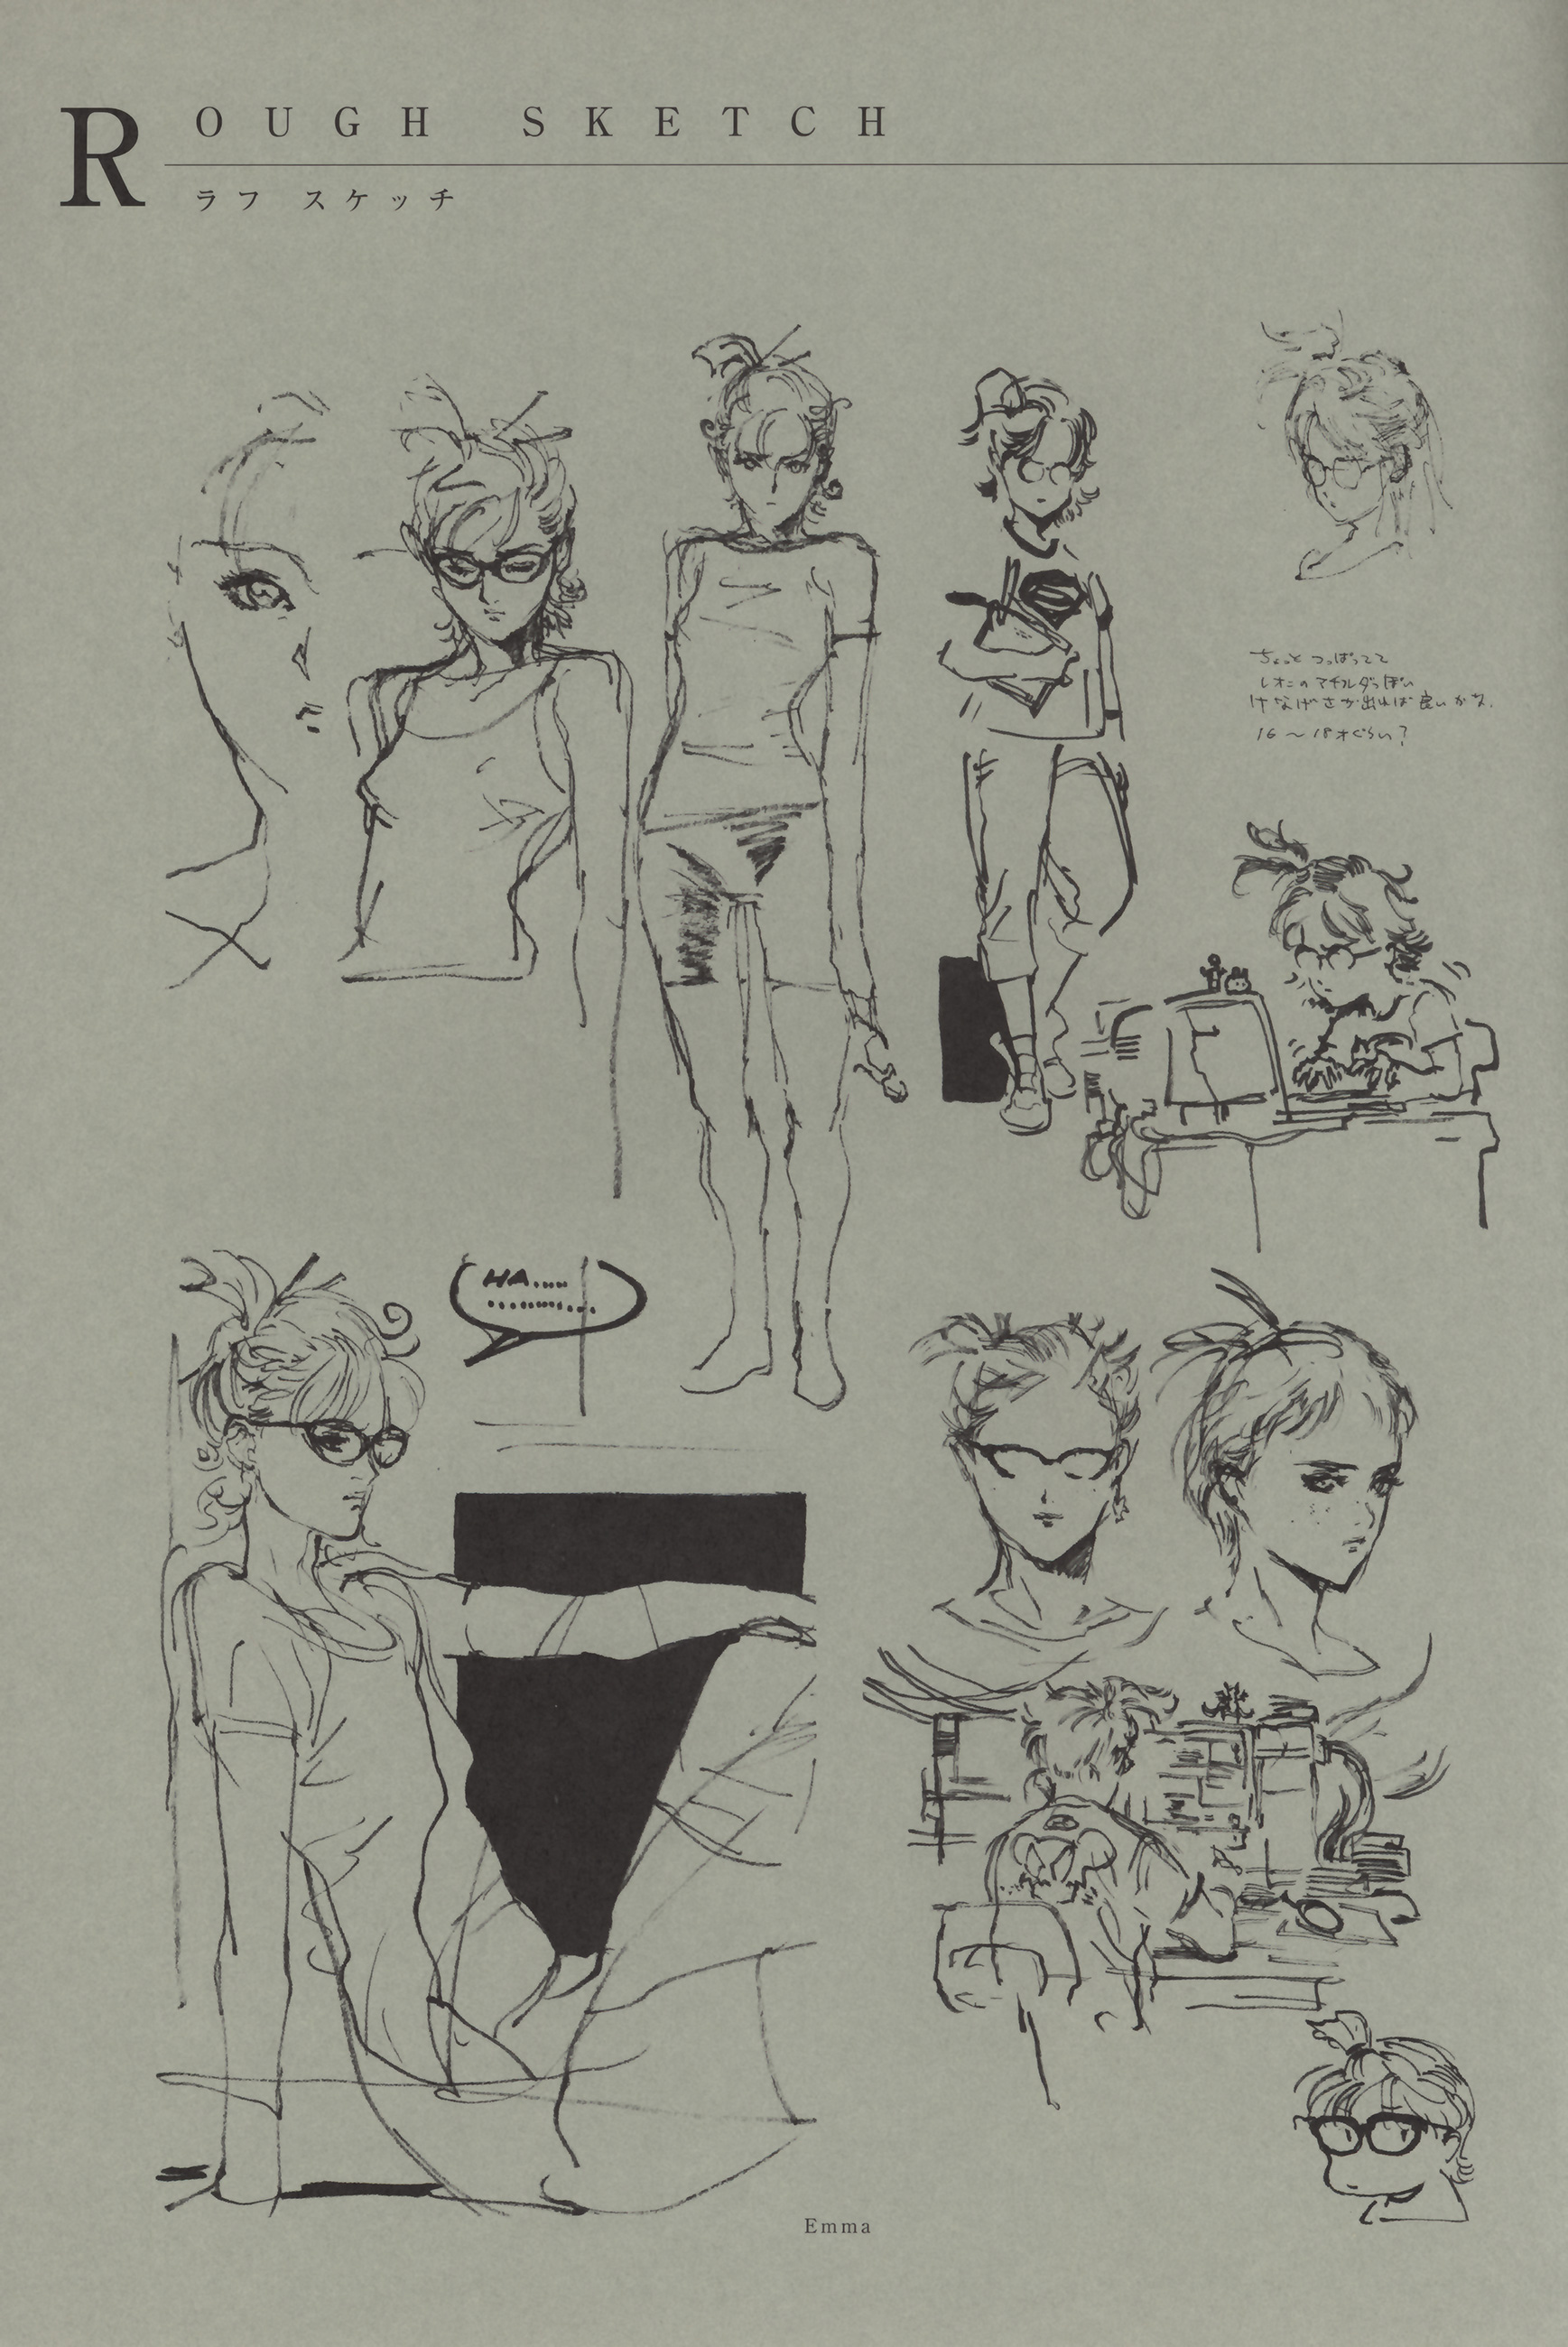 ROUGH SKETCH
ラフ スケッチ
ちょっと つっぱってて
レオンの マチルダっぽい
けなげさが出れば良いかな。
16〜18才ぐらい?
HA.....
...........
Emma